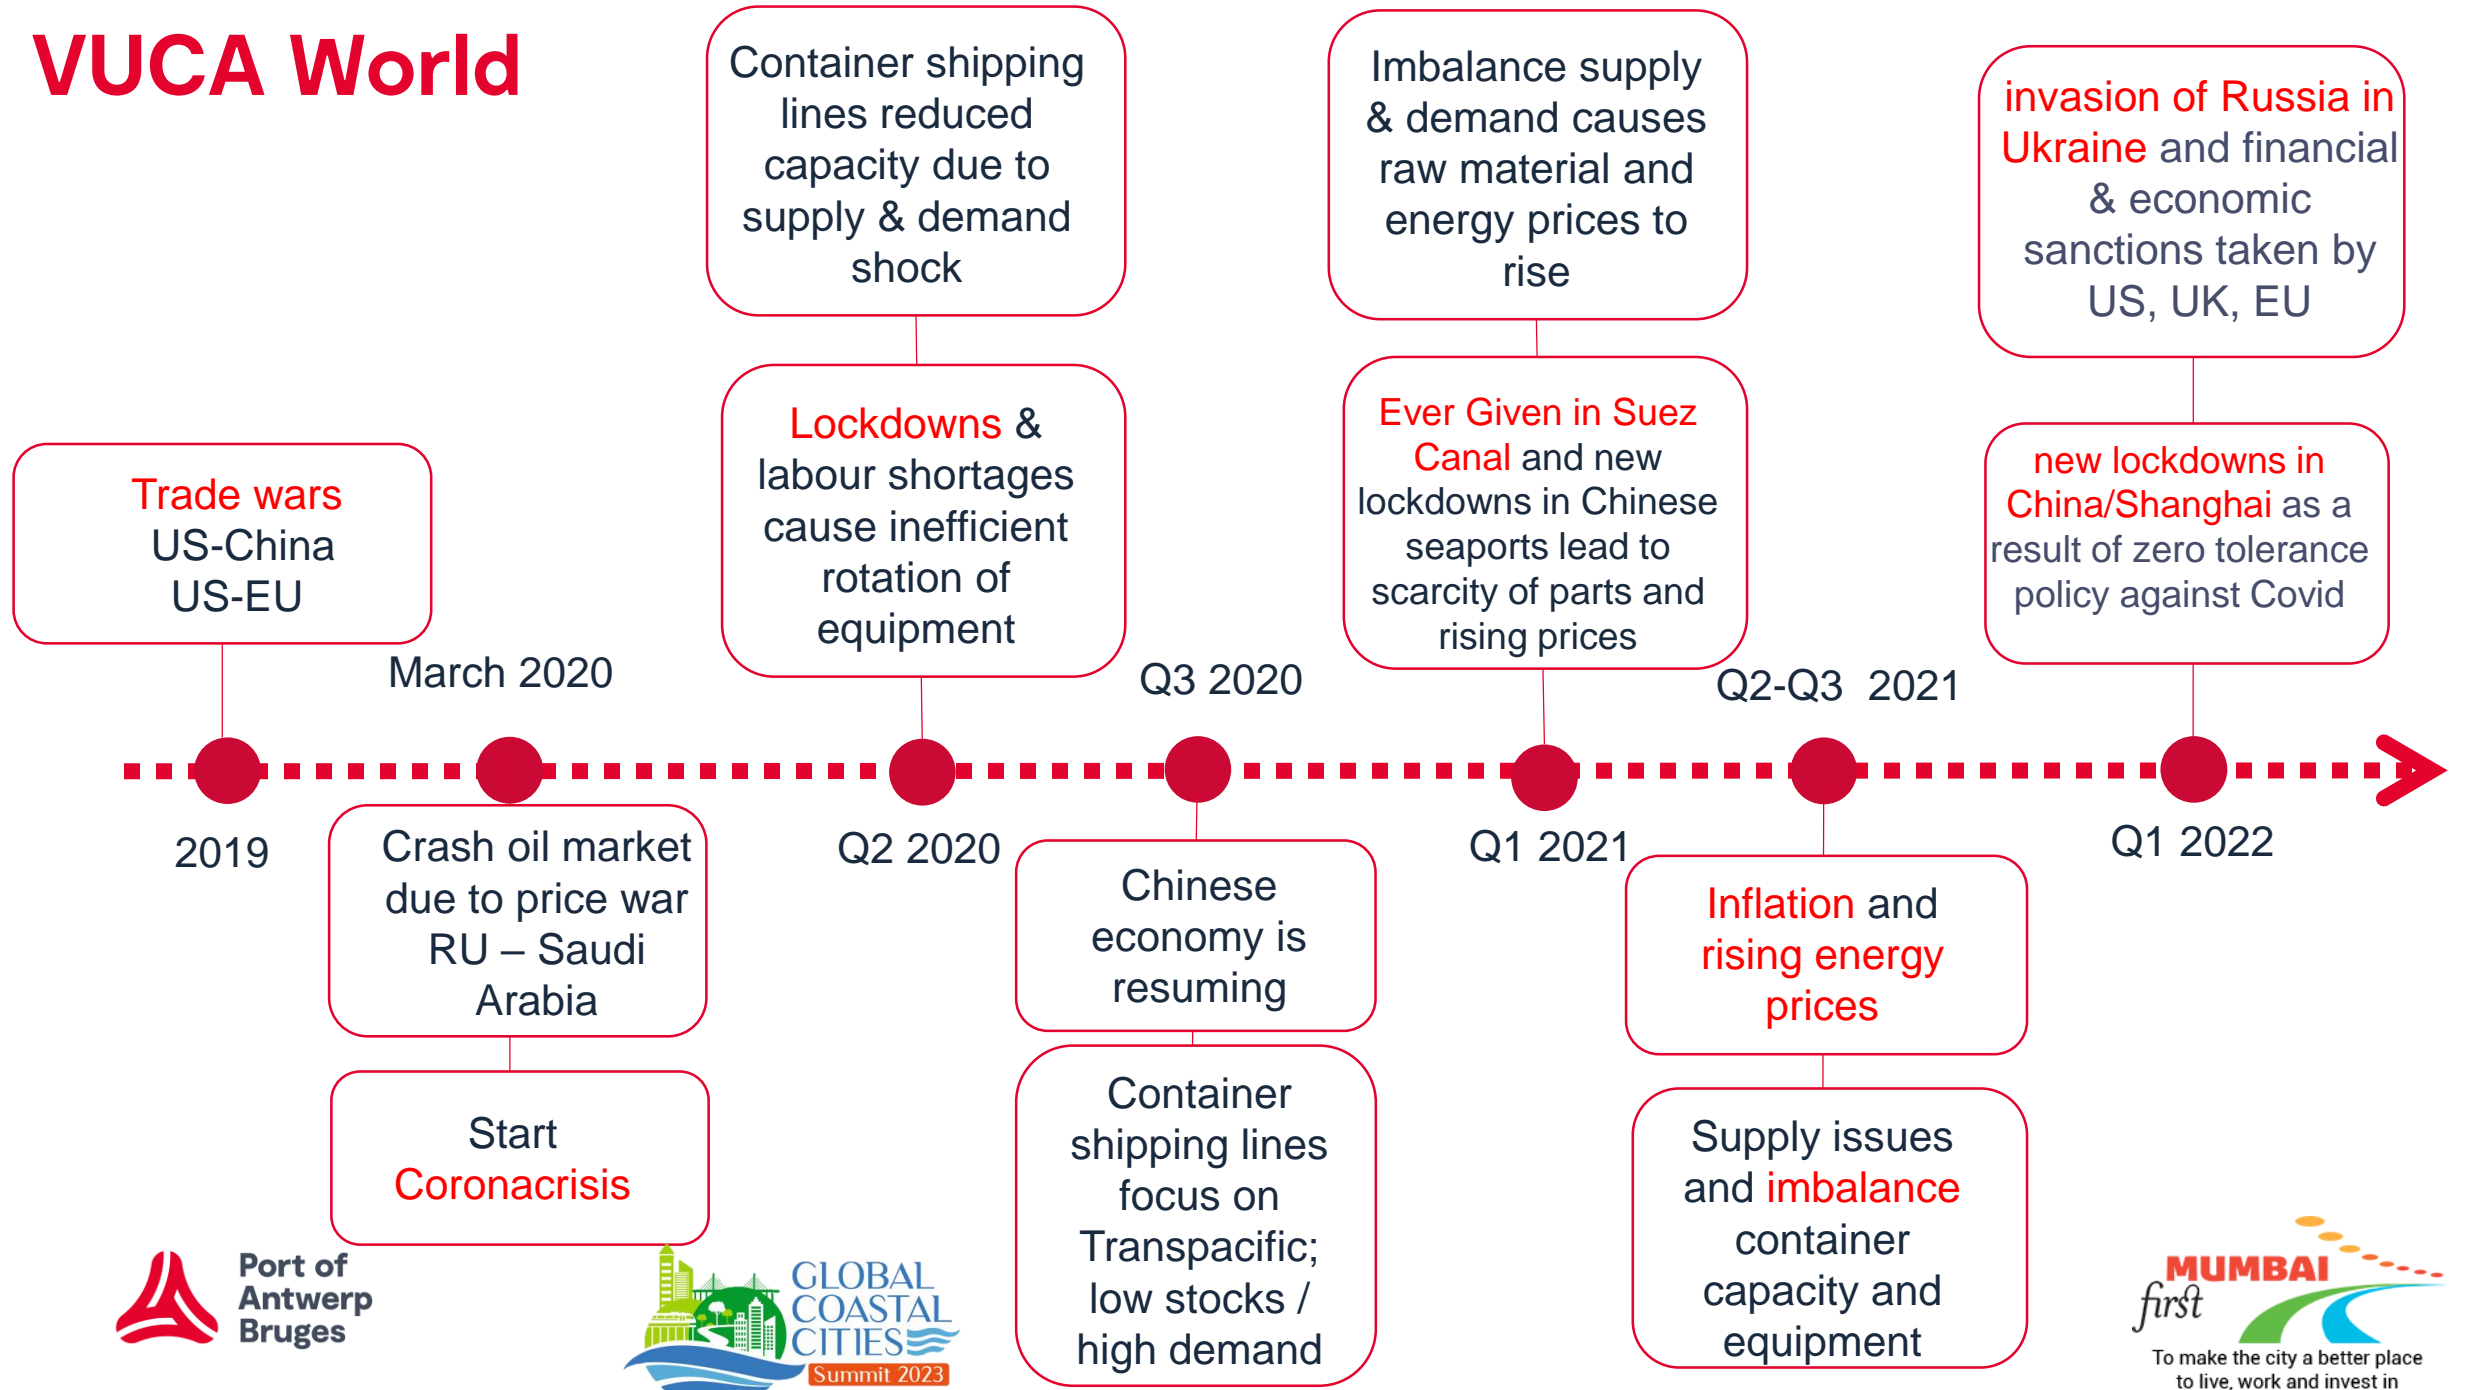 VUCA World
Container shipping
lines reduced
capacity due to
supply & demand
shock
Imbalance supply
& demand causes
raw material and
energy prices to
rise
invasion of Russia in
Ukraine and financial
& economic
sanctions taken by
US, UK, EU
Trade wars
US-China
US-EU
Lockdowns &
labour shortages
cause inefficient
rotation of
equipment
Ever Given in Suez
Canal and new
lockdowns in Chinese
seaports lead to
scarcity of parts and
rising prices
new lockdowns in
China/Shanghai as a
result of zero tolerance
policy against Covid
March 2020
Q3 2020
Q2-Q3 2021
2019
Q2 2020
Q1 2021
Q1 2022
Crash oil market
due to price war
RU – Saudi
Arabia
Start
Coronacrisis
Chinese
economy is
resuming
Container
shipping lines
focus on
Transpacific;
low stocks /
high demand
Inflation and
rising energy
prices
Supply issues
and imbalance
container
capacity and
equipment
Port of
Antwerp
Bruges
GLOBAL
COASTAL
CITIES
Summit 2023
MUMBAI
first
To make the city a better place
to live, work and invest in